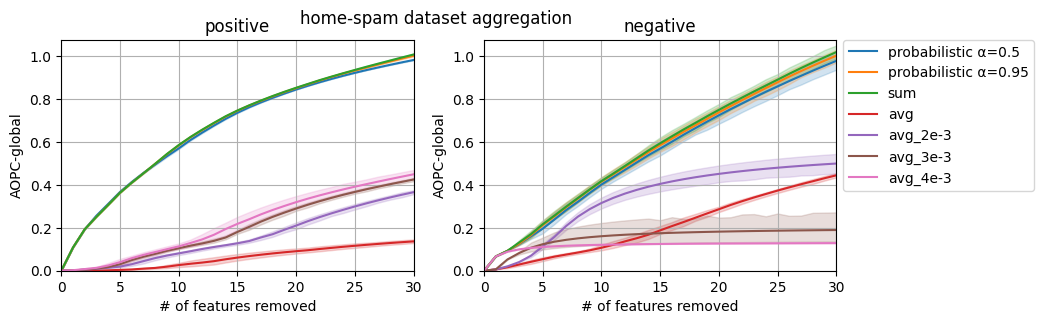 home-spam dataset aggregation
positive
AOPC-global
1.0
0.8
0.6
0.4
0.2
0.0
0 5 10 15 20 25 30
# of features removed
negative
AOPC-global
1.0
0.8
0.6
0.4
0.2
0.0
0 5 10 15 20 25 30
# of features removed
probabilistic α=0.5
probabilistic α=0.95
sum
avg
avg_2e-3
avg_3e-3
avg_4e-3